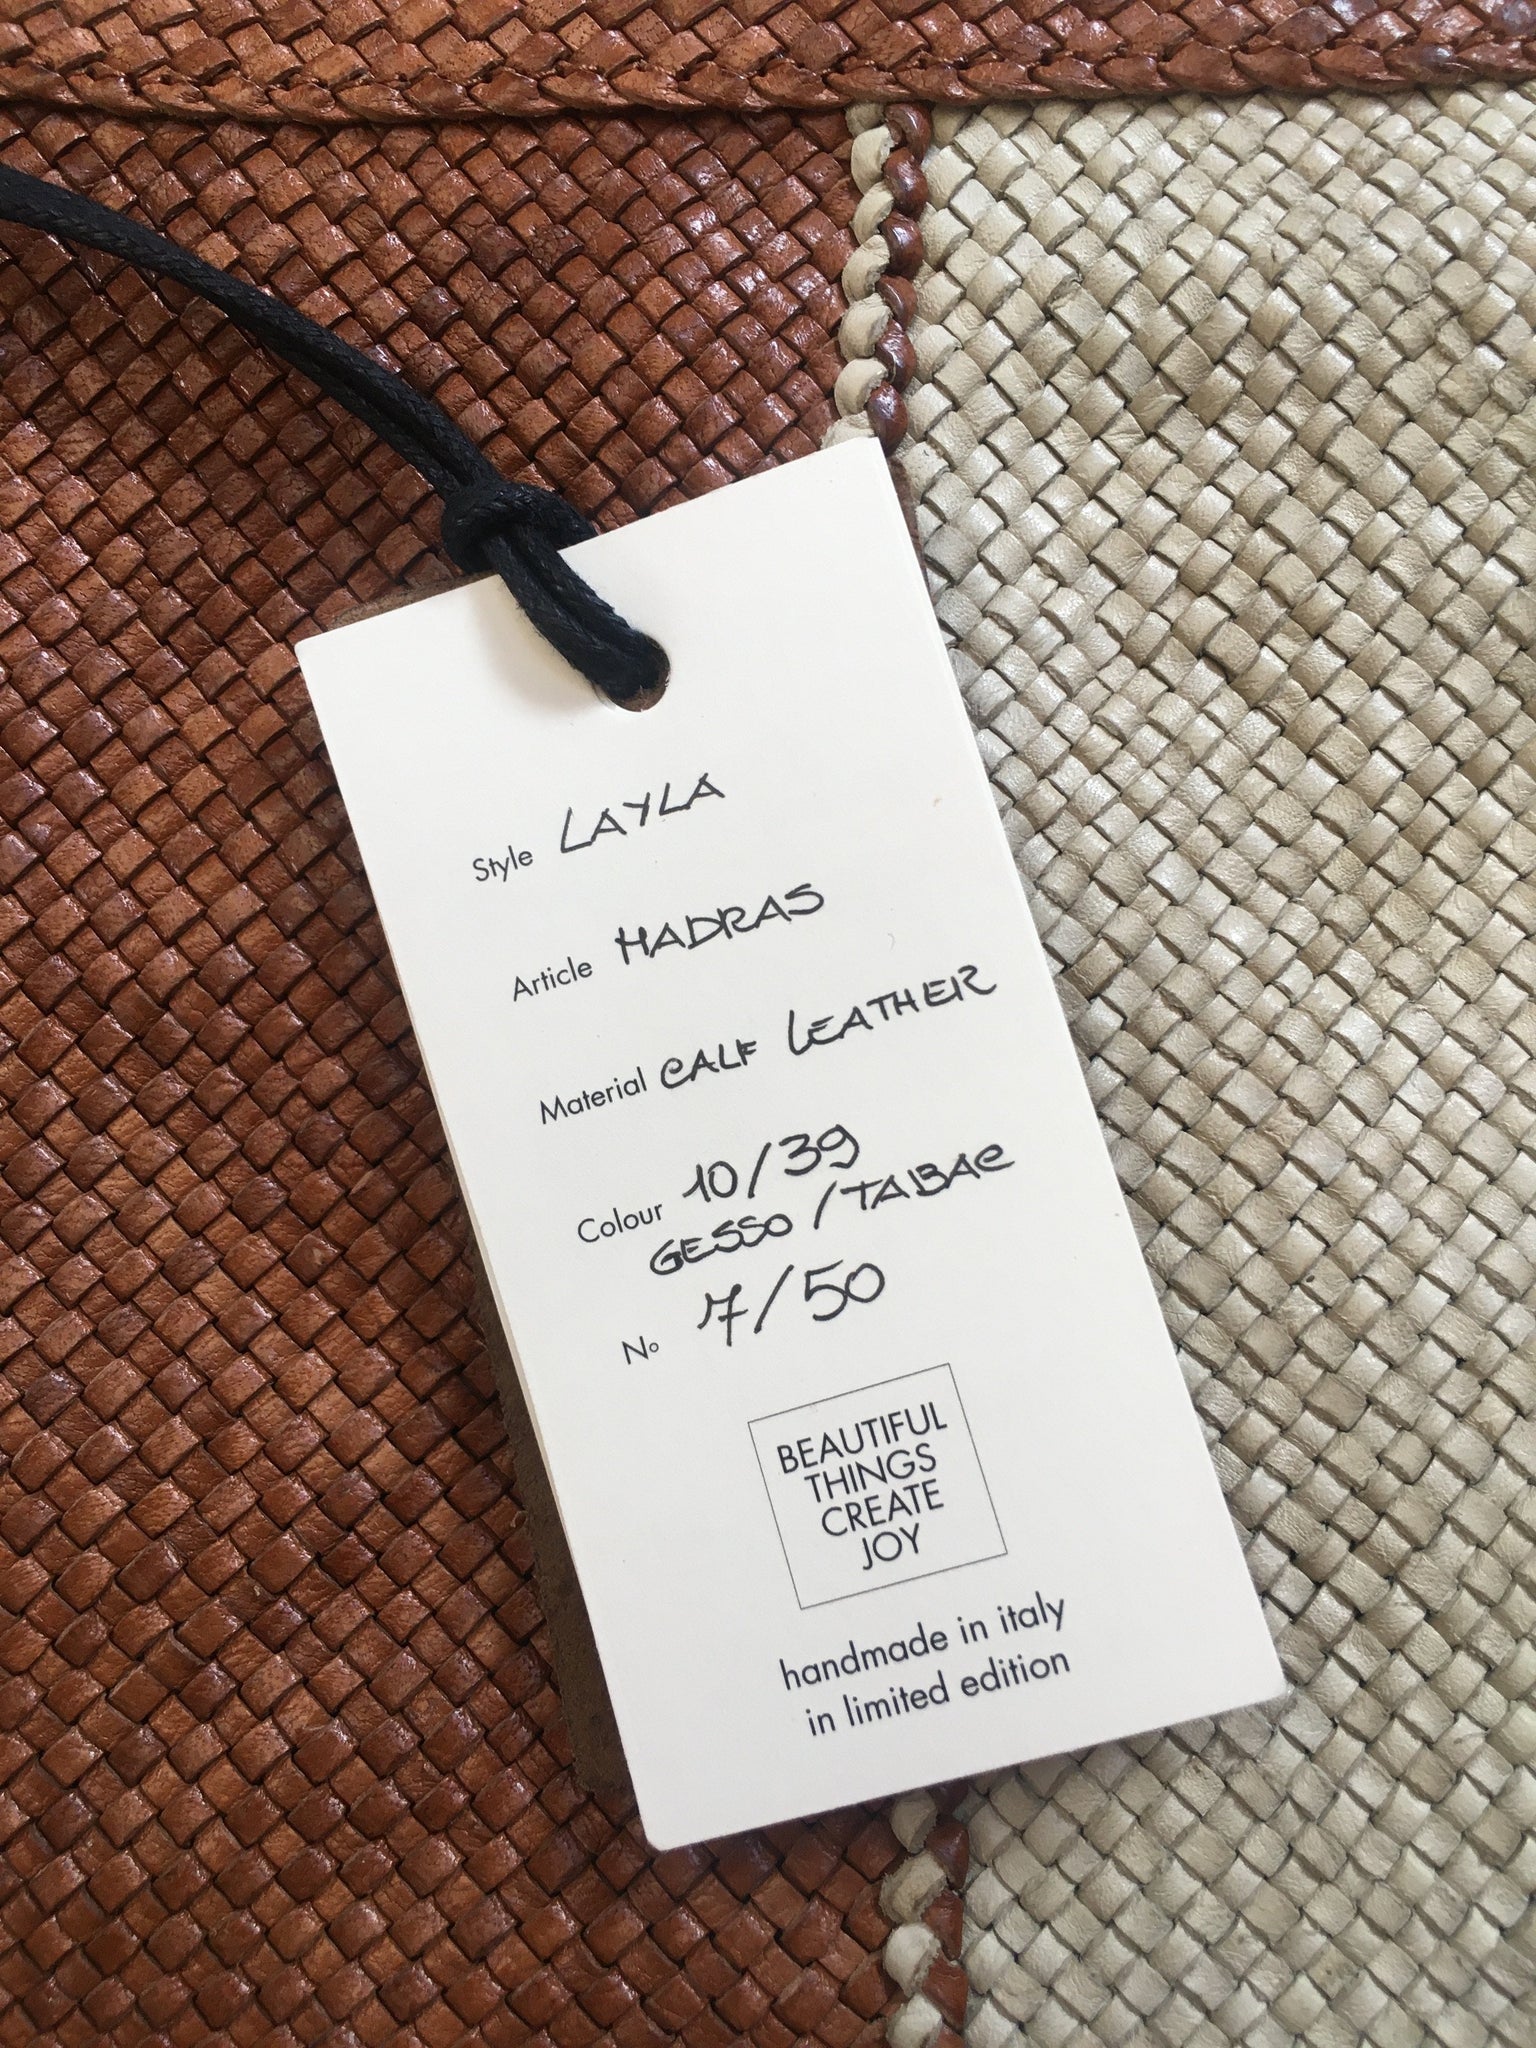 Style LAYLA
Article MADRAS
Material CALF LEATHER
Colour 10/39
GESSO/TABAC
No 7/50
BEAUTIFUL
THINGS
CREATE
JOY
handmade in italy
in limited edition